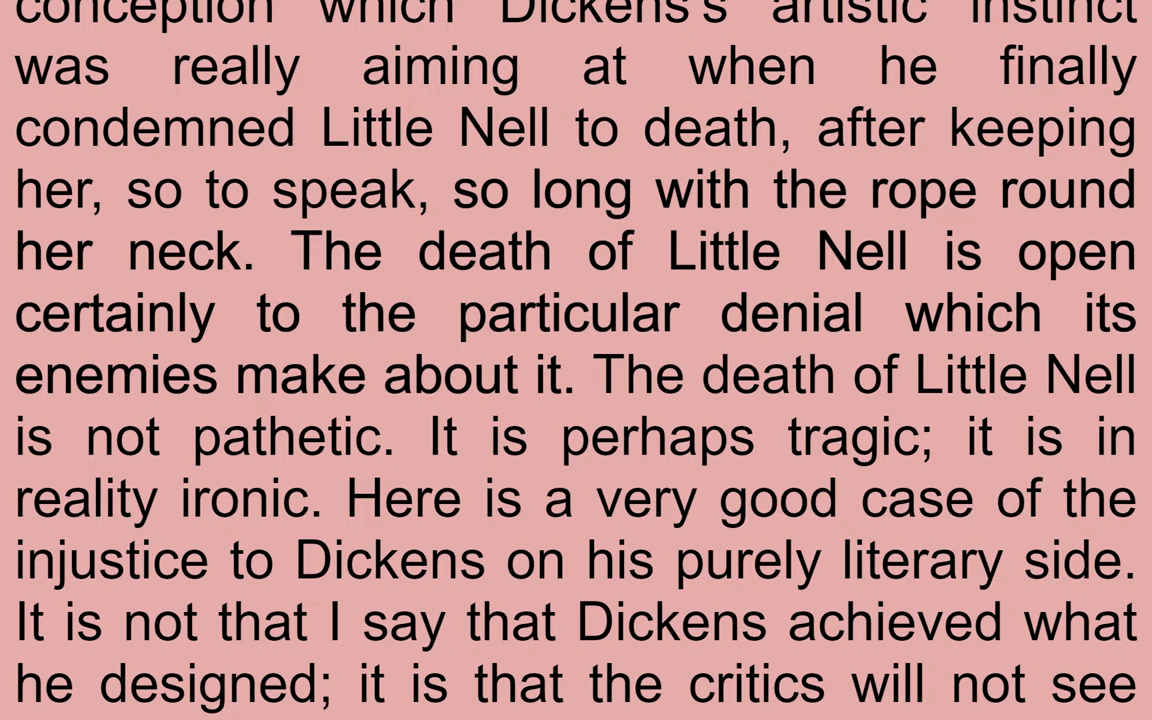 conception which Dickens's artistic instinct
was really aiming at when he finally
condemned Little Nell to death, after keeping
her, so to speak, so long with the rope round
her neck. The death of Little Nell is open
certainly to the particular denial which its
enemies make about it. The death of Little Nell
is not pathetic. It is perhaps tragic; it is in
reality ironic. Here is a very good case of the
injustice to Dickens on his purely literary side.
It is not that I say that Dickens achieved what
he designed; it is that the critics will not see